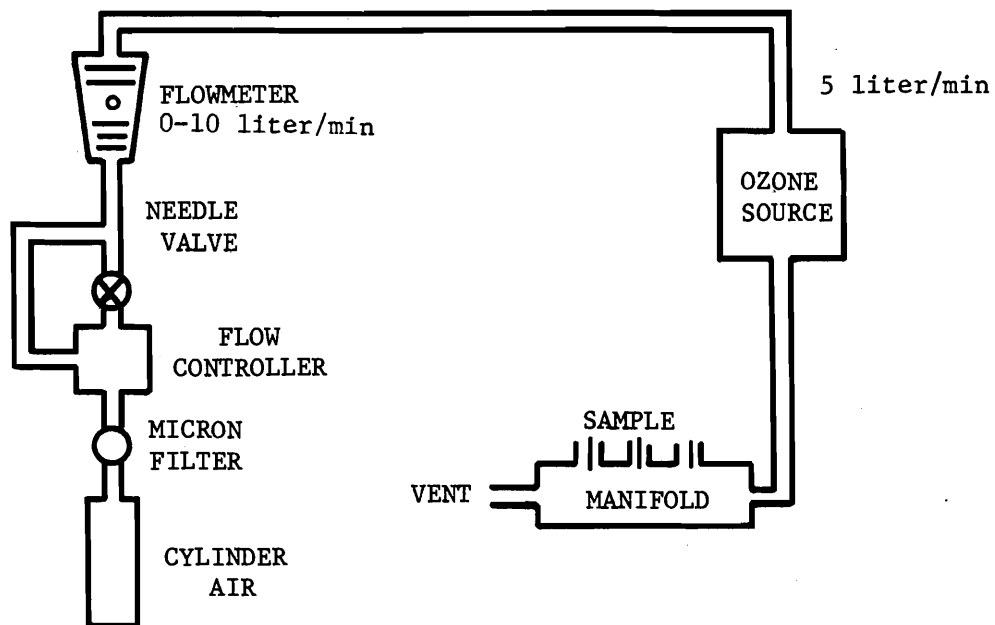 FLOWMETER
0-10 liter/min
5 liter/min
OZONE
SOURCE
NEEDLE
VALVE
FLOW
CONTROLLER
MICRON
FILTER
SAMPLE
VENT
MANIFOLD
CYLINDER
AIR